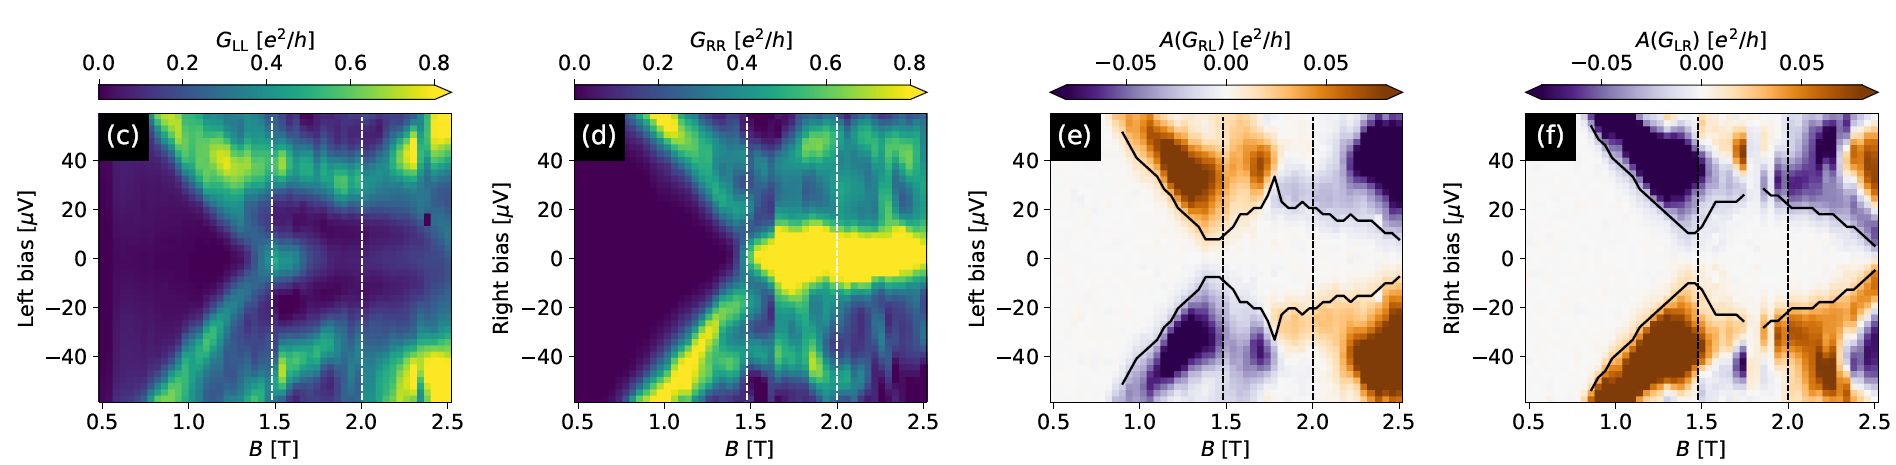 G_LL [e²/h]
0.0 0.2 0.4 0.6 0.8
(c)
Left bias [μV]
40
20
0
−20
−40
0.5 1.0 1.5 2.0 2.5
B [T]
G_RR [e²/h]
0.0 0.2 0.4 0.6 0.8
(d)
Right bias [μV]
40
20
0
−20
−40
0.5 1.0 1.5 2.0 2.5
B [T]
A(G_RL) [e²/h]
−0.05 0.00 0.05
(e)
Left bias [μV]
40
20
0
−20
−40
0.5 1.0 1.5 2.0 2.5
B [T]
A(G_LR) [e²/h]
−0.05 0.00 0.05
(f)
Right bias [μV]
40
20
0
−20
−40
0.5 1.0 1.5 2.0 2.5
B [T]